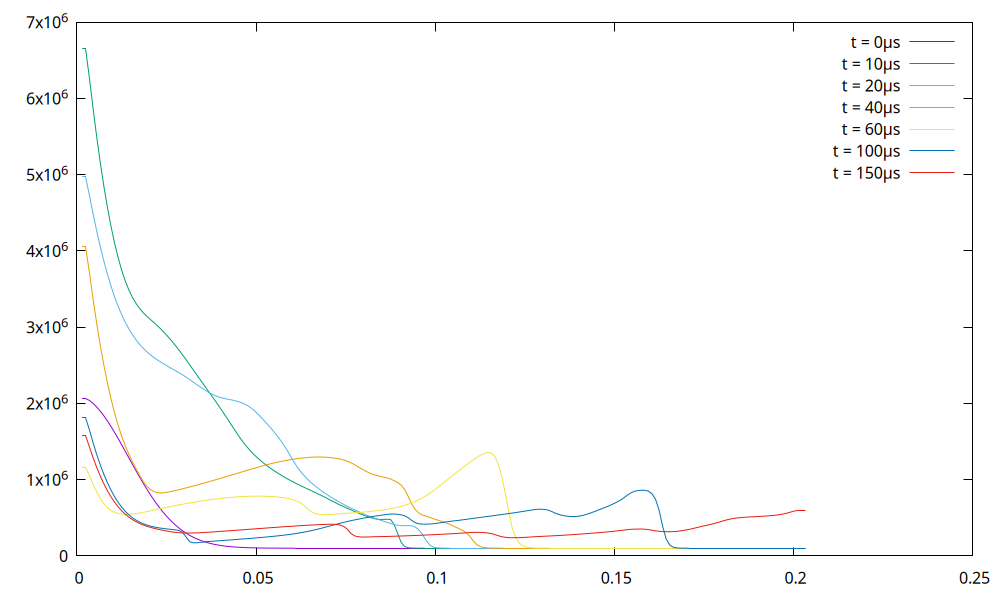 7x10⁶
6x10⁶
5x10⁶
4x10⁶
3x10⁶
2x10⁶
1x10⁶
0
0 0.05 0.1 0.15 0.2 0.25
t = 0µs
t = 10µs
t = 20µs
t = 40µs
t = 60µs
t = 100µs
t = 150µs